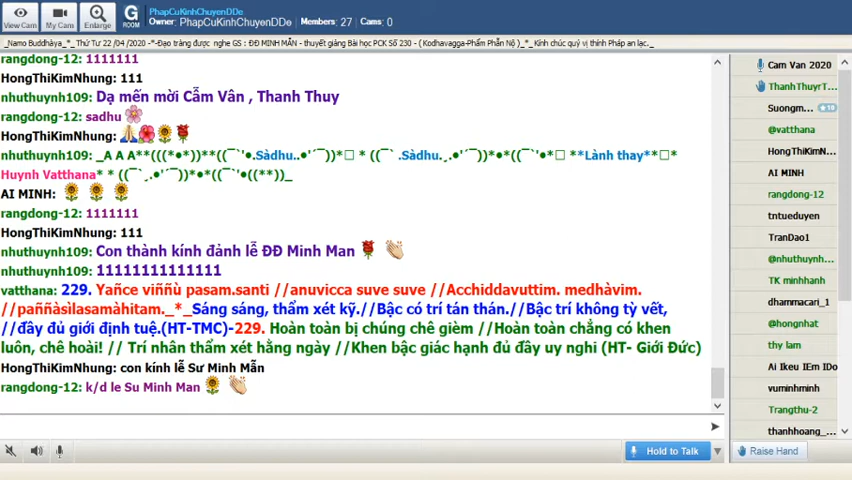 View Cam
My Cam
Enlarge
G ROOM
PhapCuKinhChuyenDDe
Owner: PhapCuKinhChuyenDDe Members: 27 Cams: 0
_Namo Buddhàya_*_ Thứ Tư 22 /04 /2020 -*-Đạo tràng được nghe GS : ĐĐ MINH MẪN - thuyết giảng Bài học PCK Số 230 - ( Kodhavagga-Phẩm Phẫn Nộ )_*_Kính chúc quý vị thính Pháp an lạc._
rangdong-12: 1111111
HongThiKimNhung: 111
nhuthuynh109: Dạ mến mời Cẩm Vân , Thanh Thuy
rangdong-12: sadhu
HongThiKimNhung:
nhuthuynh109: _A A A**(((*•*))**((¯`'•.Sàdhu..•'´¯))*•*□ * ((¯` .Sàdhu.¸.•'´¯))*•*((¯`'•*□ **Lành thay**□*
Huynh Vatthana* * ((¯`¸.•'´¯))*•*((¯`'•((**))_
AI MINH:
rangdong-12: 1111111
HongThiKimNhung: 111
nhuthuynh109: Con thành kính đảnh lễ ĐĐ Minh Man
nhuthuynh109: 11111111111111
vatthana: 229. Yañce viññù pasam.santi //anuvicca suve suve //Acchiddavuttim. medhàvim.
//paññàsìlasamàhitam._*_Sáng sáng, thẩm xét kỹ.//Bậc có trí tán thán.//Bậc trí không tỳ vết,
//đầy đủ giới định tuệ.(HT-TMC)-229. Hoàn toàn bị chúng chê gièm //Hoàn toàn chẳng có khen
luôn, chê hoài! // Trí nhân thẩm xét hằng ngày //Khen bậc giác hạnh đủ đầy uy nghi (HT- Giới Đức)
HongThiKimNhung: con kính lễ Sư Minh Mẫn
rangdong-12: k/d le Su Minh Man
Cam Van 2020
ThanhThuyrT...
Suongm...
@vatthana
HongThiKimN...
AI MINH
rangdong-12
tntueduyen
TranDao1
@nhuthuynh...
TK minhhanh
dhammacari_1
@hongnhat
thy lam
Ai Ikeu IEm IDo
vuminhminh
Trangthu-2
thanhhoang_...
Hold to Talk
Raise Hand